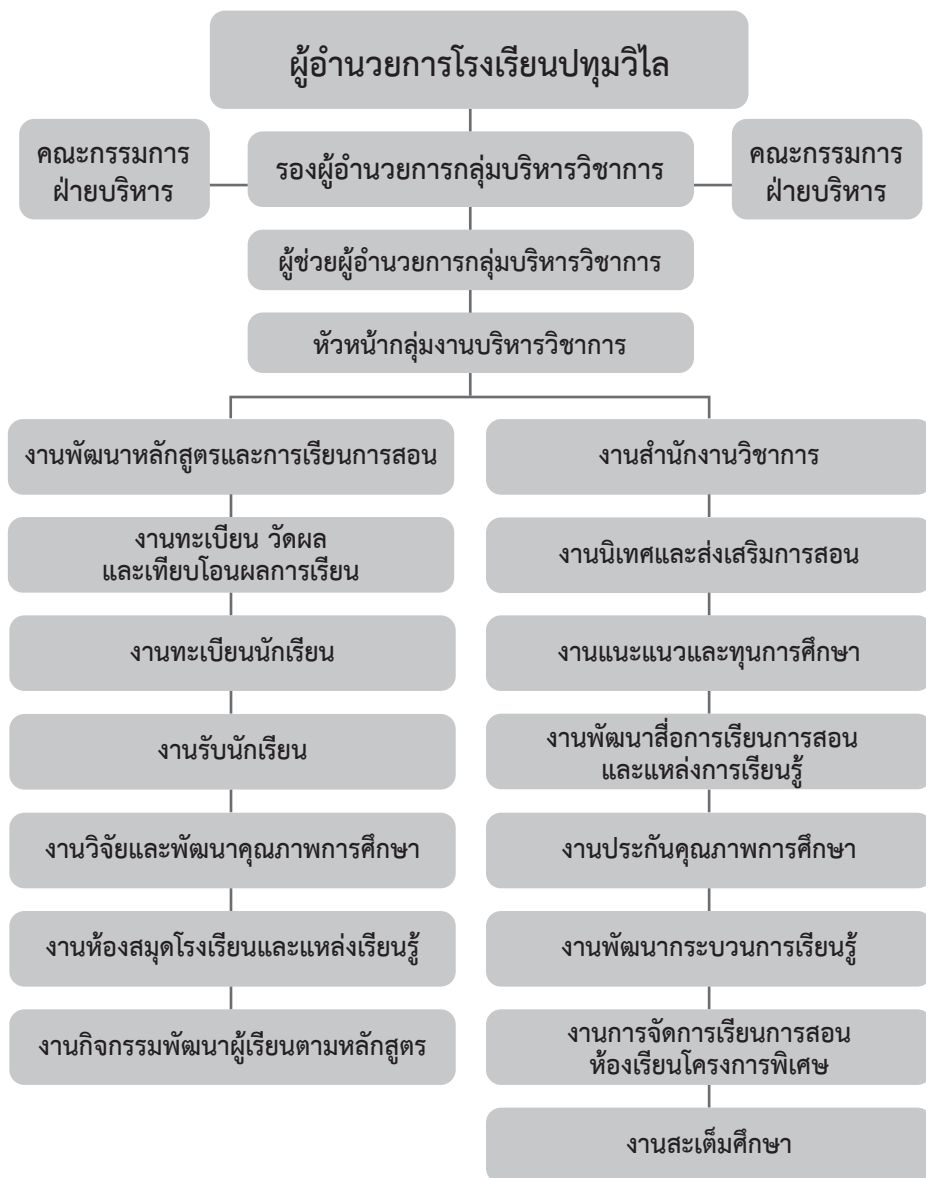 ผู้อำนวยการโรงเรียนปทุมวิไล
คณะกรรมการ
ฝ่ายบริหาร
รองผู้อำนวยการกลุ่มบริหารวิชาการ
คณะกรรมการ
ฝ่ายบริหาร
ผู้ช่วยผู้อำนวยการกลุ่มบริหารวิชาการ
หัวหน้ากลุ่มงานบริหารวิชาการ
งานพัฒนาหลักสูตรและการเรียนการสอน
งานทะเบียน วัดผล
และเทียบโอนผลการเรียน
งานทะเบียนนักเรียน
งานรับนักเรียน
งานวิจัยและพัฒนาคุณภาพการศึกษา
งานห้องสมุดโรงเรียนและแหล่งเรียนรู้
งานกิจกรรมพัฒนาผู้เรียนตามหลักสูตร
งานสำนักงานวิชาการ
งานนิเทศและส่งเสริมการสอน
งานแนะแนวและทุนการศึกษา
งานพัฒนาสื่อการเรียนการสอน
และแหล่งการเรียนรู้
งานประกันคุณภาพการศึกษา
งานพัฒนากระบวนการเรียนรู้
งานการจัดการเรียนการสอน
ห้องเรียนโครงการพิเศษ
งานสะเต็มศึกษา